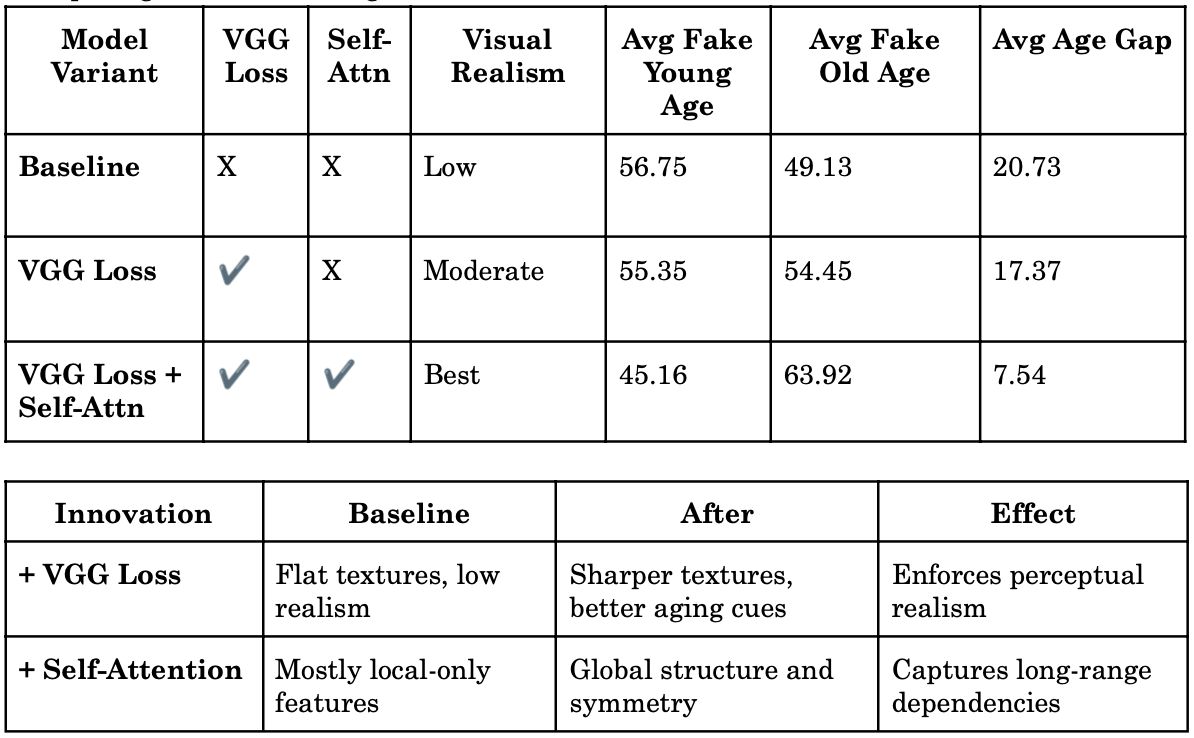 Model Variant | VGG Loss | Self-Attn | Visual Realism | Avg Fake Young Age | Avg Fake Old Age | Avg Age Gap
Baseline | X | X | Low | 56.75 | 49.13 | 20.73
VGG Loss | ✔ | X | Moderate | 55.35 | 54.45 | 17.37
VGG Loss + Self-Attn | ✔ | ✔ | Best | 45.16 | 63.92 | 7.54
Innovation | Baseline | After | Effect
+ VGG Loss | Flat textures, low realism | Sharper textures, better aging cues | Enforces perceptual realism
+ Self-Attention | Mostly local-only features | Global structure and symmetry | Captures long-range dependencies